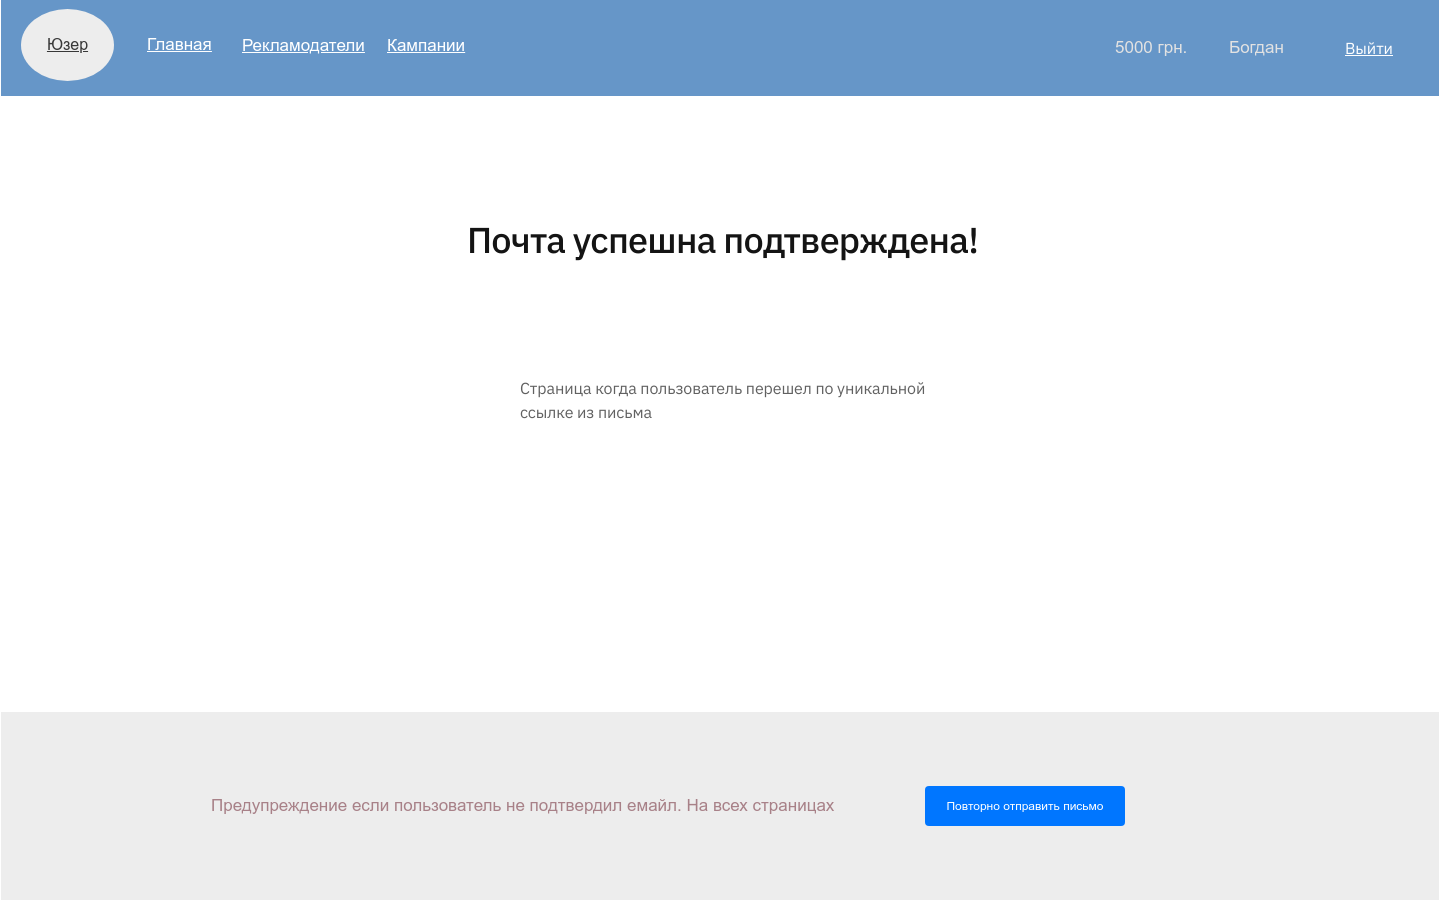 Юзер
Главная
Рекламодатели
Кампании
5000 грн.
Богдан
Выйти
Почта успешна подтверждена!
Страница когда пользователь перешел по уникальной
ссылке из письма
Предупреждение если пользователь не подтвердил емайл. На всех страницах
Повторно отправить письмо